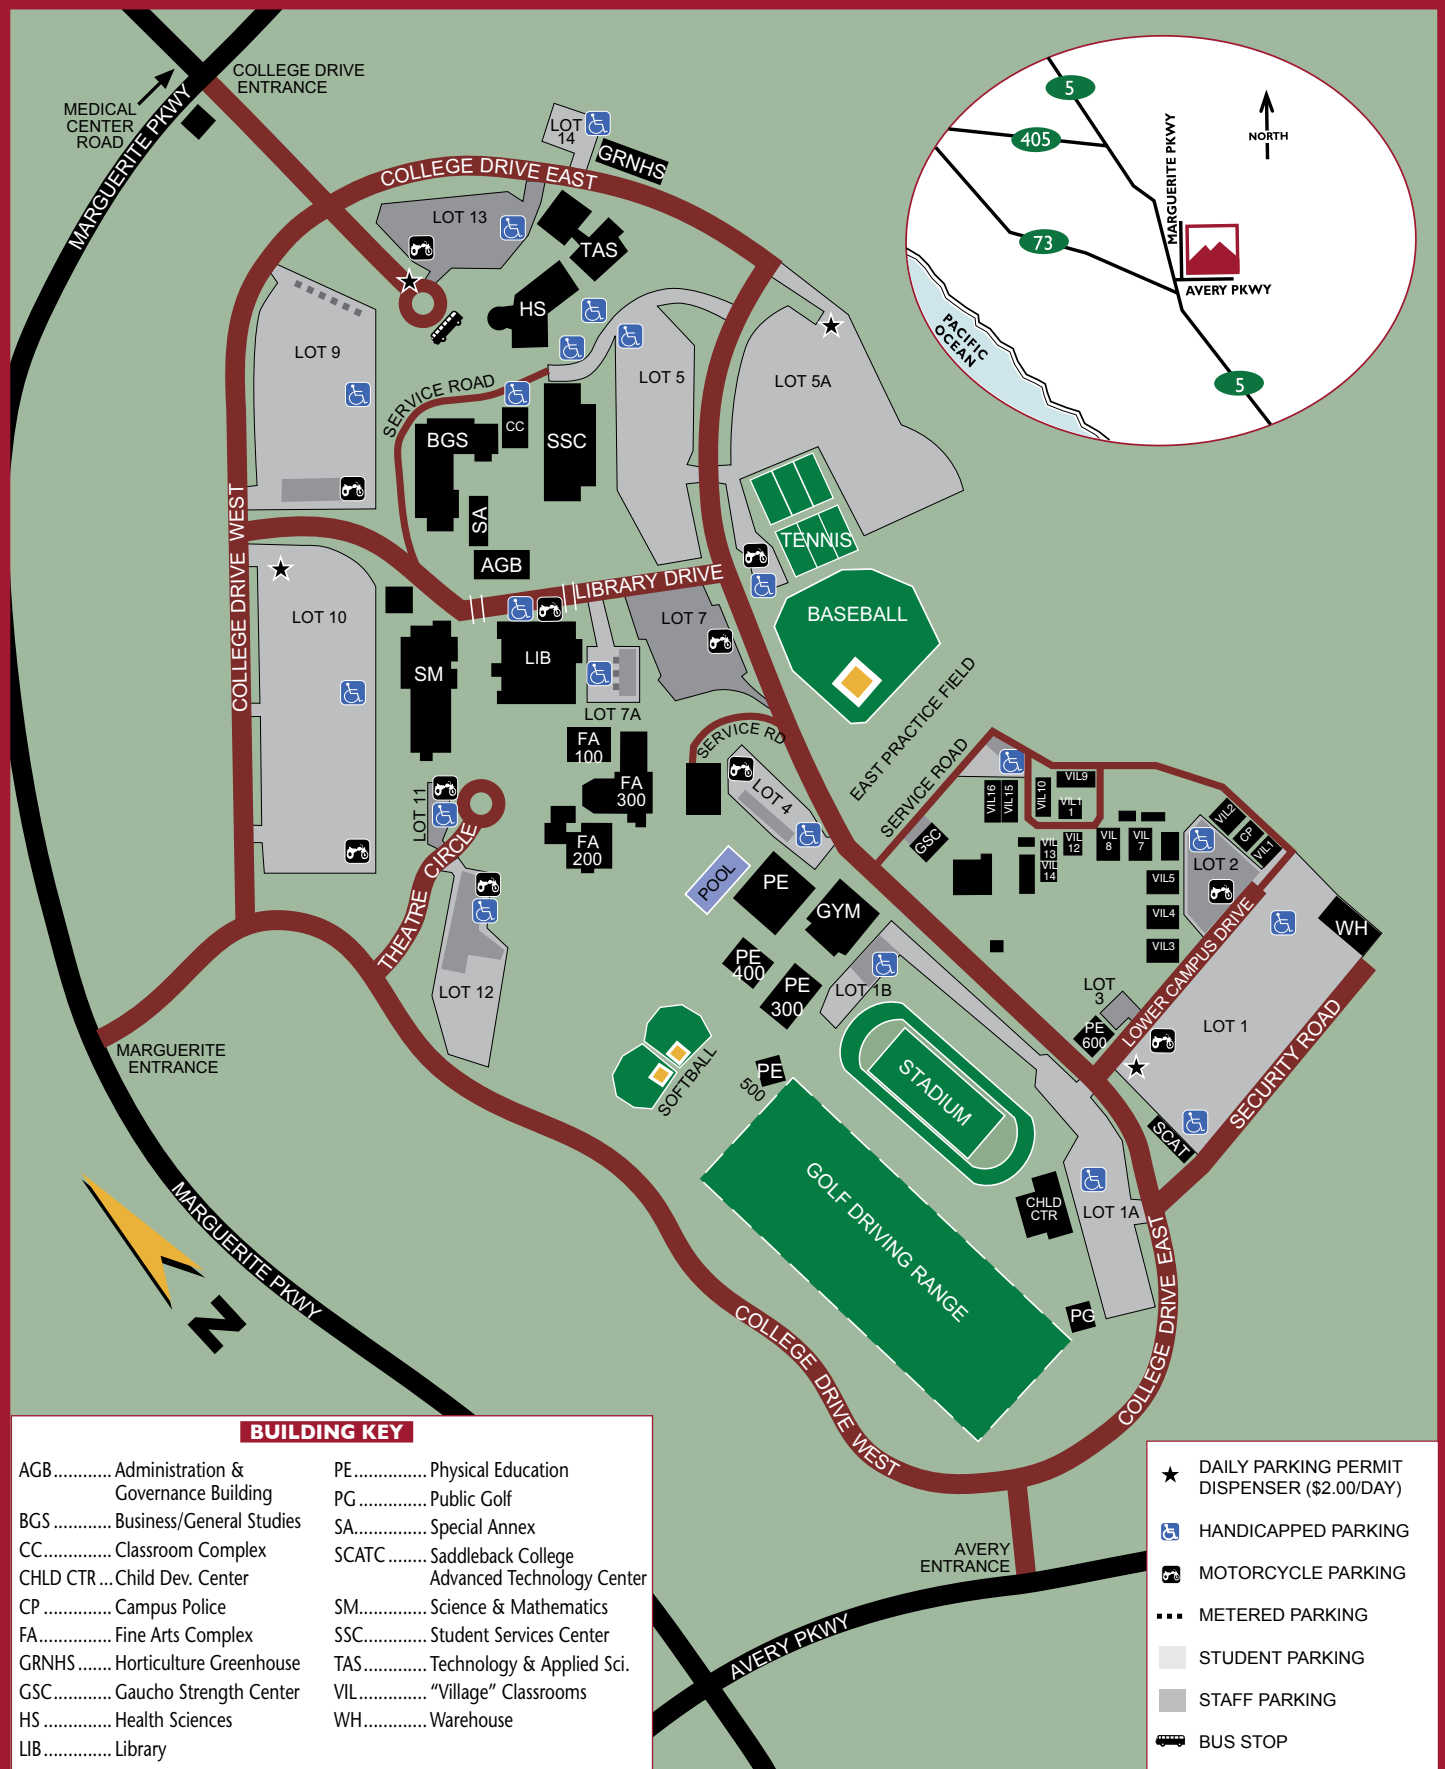 COLLEGE DRIVE
ENTRANCE
MEDICAL
CENTER
ROAD
MARGUERITE PKWY
LOT
14
GRNHS
COLLEGE DRIVE EAST
LOT 13
TAS
HS
LOT 9
SERVICE ROAD
LOT 5
LOT 5A
BGS
CC
SSC
SA
AGB
TENNIS
COLLEGE DRIVE WEST
LIBRARY DRIVE
LOT 10
LOT 7
BASEBALL
SM
LIB
LOT 7A
EAST PRACTICE FIELD
SERVICE RD
FA
100
FA
300
FA
200
LOT 4
LOT 11
THEATRE CIRCLE
POOL
PE
GYM
PE
400
PE
300
LOT 1B
LOT 12
SERVICE ROAD
GSC
VIL16
VIL15
VIL10
VIL9
VIL1
1
VIL
12
VIL
13
VIL
14
VIL
8
VIL
7
VIL5
VIL4
VIL3
VIL2
CP
VIL1
LOT 2
WH
LOWER CAMPUS DRIVE
LOT
3
PE
600
LOT 1
SECURITY ROAD
SCAT
MARGUERITE
ENTRANCE
SOFTBALL
PE
500
STADIUM
GOLF DRIVING RANGE
CHLD
CTR
LOT 1A
PG
COLLEGE DRIVE EAST
COLLEGE DRIVE WEST
MARGUERITE PKWY
N
AVERY
ENTRANCE
AVERY PKWY
5
405
73
MARGUERITE PKWY
NORTH
AVERY PKWY
PACIFIC
OCEAN
5
BUILDING KEY
AGB............ Administration &
Governance Building
BGS ............ Business/General Studies
CC.............. Classroom Complex
CHLD CTR ... Child Dev. Center
CP .............. Campus Police
FA............... Fine Arts Complex
GRNHS ....... Horticulture Greenhouse
GSC............ Gaucho Strength Center
HS .............. Health Sciences
LIB.............. Library
PE............... Physical Education
PG .............. Public Golf
SA............... Special Annex
SCATC ........ Saddleback College
Advanced Technology Center
SM.............. Science & Mathematics
SSC............. Student Services Center
TAS............. Technology & Applied Sci.
VIL.............. “Village” Classrooms
WH............. Warehouse
DAILY PARKING PERMIT
DISPENSER ($2.00/DAY)
HANDICAPPED PARKING
MOTORCYCLE PARKING
METERED PARKING
STUDENT PARKING
STAFF PARKING
BUS STOP